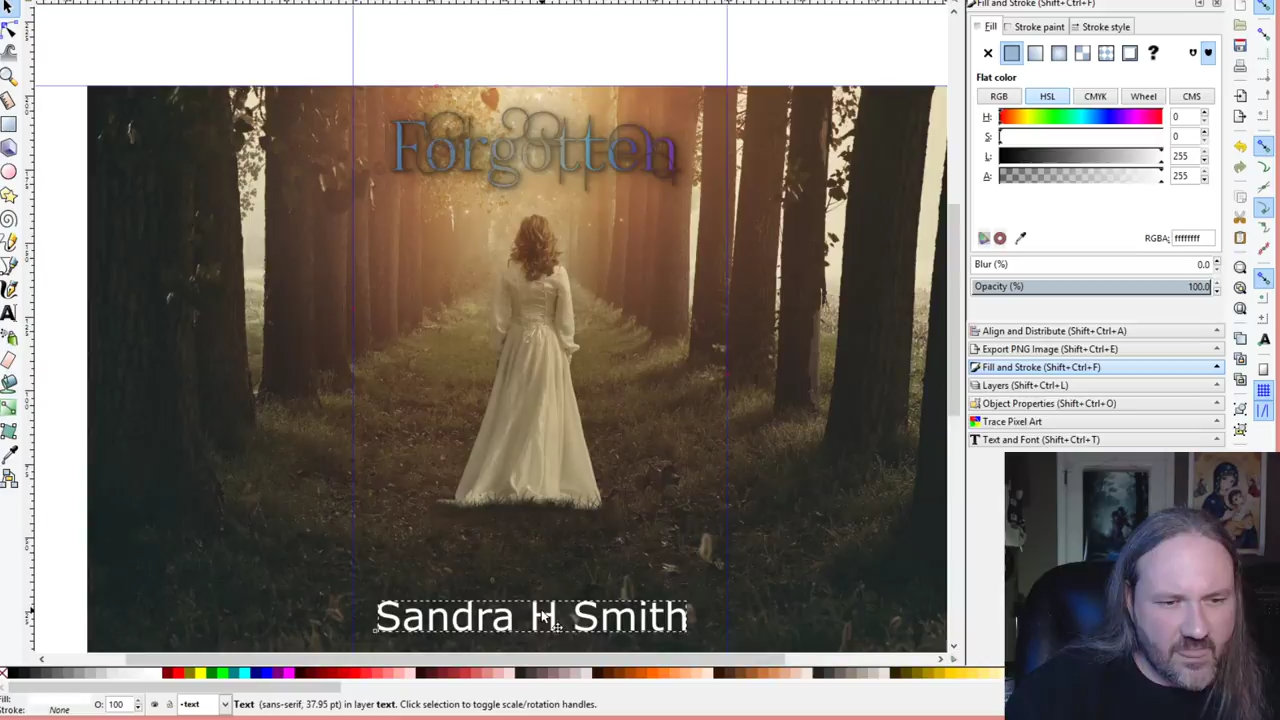 Fill and Stroke (Shift+Ctrl+F)
Fill
Stroke paint
Stroke style
Flat color
RGB
HSL
CMYK
Wheel
CMS
H: 0
S: 0
L: 255
A: 255
RGBA: ffffffff
Blur (%) 0.0
Opacity (%) 100.0
Align and Distribute (Shift+Ctrl+A)
Export PNG Image (Shift+Ctrl+E)
Fill and Stroke (Shift+Ctrl+F)
Layers (Shift+L)
Object Properties (Shift+Ctrl+O)
Trace Pixel Art
Text and Font (Shift+Ctrl+T)
Forgotten
Sandra H. Smith
Fill:
Stroke: None
O: 100
•text
Text (sans-serif, 37.95 pt) in layer text. Click selection to toggle scale/rotation handles.